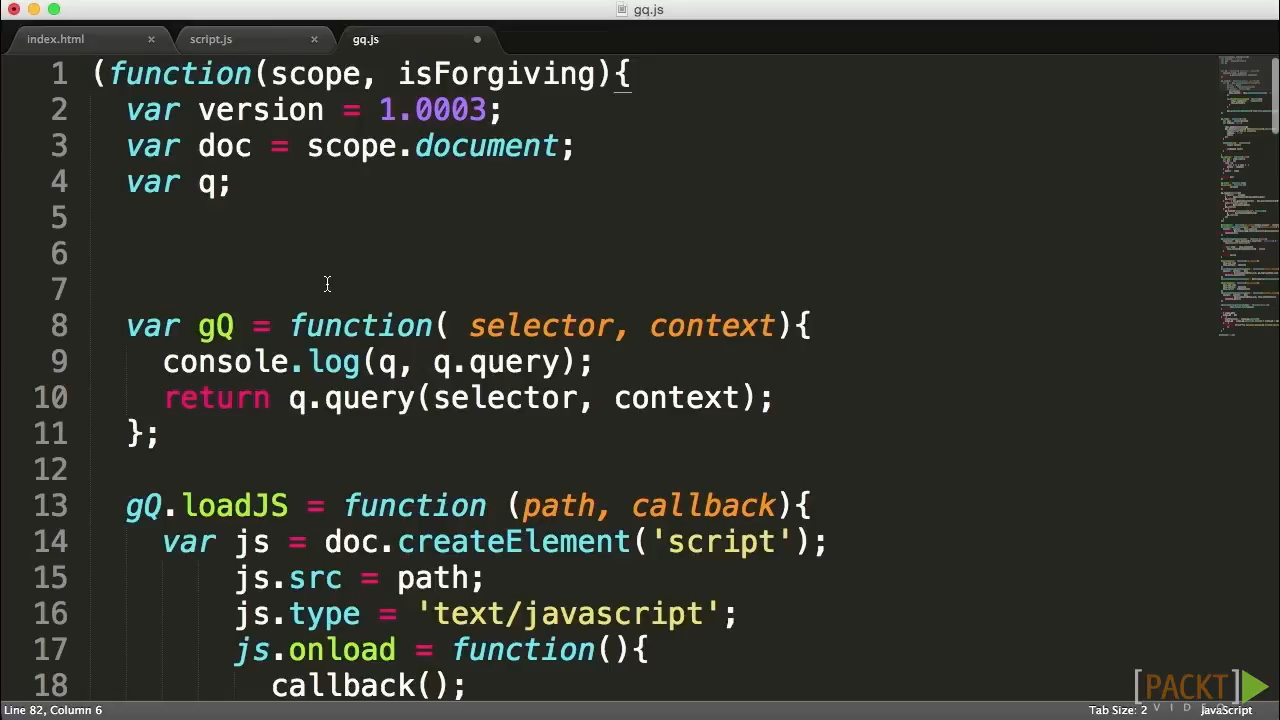 gq.js
index.html × script.js × gq.js
1 (function(scope, isForgiving){
2 var version = 1.0003;
3 var doc = scope.document;
4 var q;
5
6
7
8 var gQ = function( selector, context){
9 console.log(q, q.query);
10 return q.query(selector, context);
11 };
12
13 gQ.loadJS = function (path, callback){
14 var js = doc.createElement('script');
15 js.src = path;
16 js.type = 'text/javascript';
17 js.onload = function(){
18 callback();
[PACKT]
VIDEO
Line 82, Column 6 Tab Size: 2 JavaScript